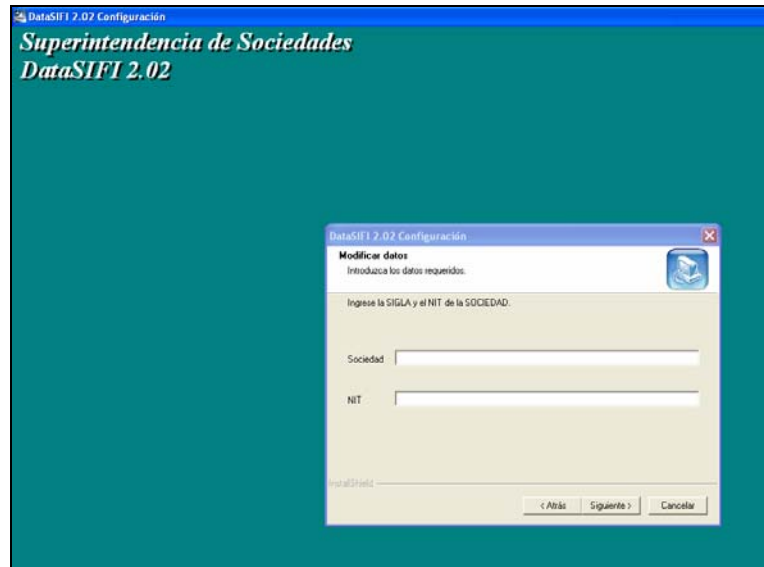 DataSIFI 2.02 Configuración
Superintendencia de Sociedades
DataSIFI 2.02
DataSIFI 2.02 Configuración
Modificar datos
Introduzca los datos requeridos.
Ingrese la SIGLA y el NIT de la SOCIEDAD.
Sociedad
NIT
InstallShield
< Atrás Siguiente > Cancelar